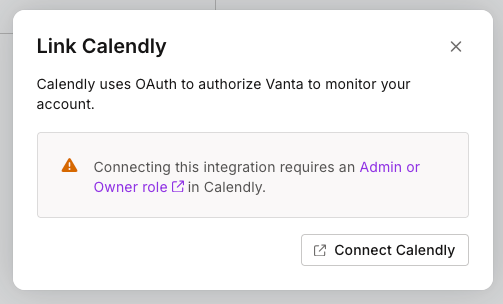 Link Calendly
Calendly uses OAuth to authorize Vanta to monitor your
account.
Connecting this integration requires an Admin or
Owner role in Calendly.
Connect Calendly